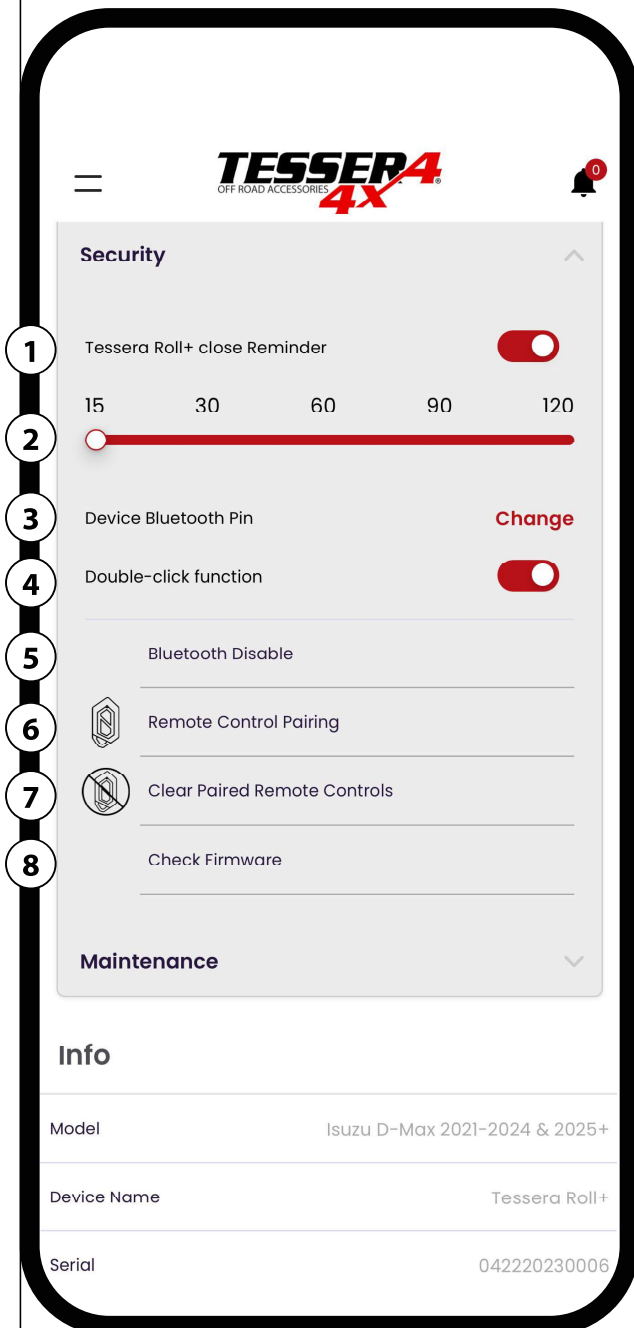 TESSER4
OFF ROAD ACCESSORIES
4X
0
Security
1
Tessera Roll+ close Reminder
15 30 60 90 120
2
3
Device Bluetooth Pin Change
4
Double-click function
5
Bluetooth Disable
6
Remote Control Pairing
7
Clear Paired Remote Controls
8
Check Firmware
Maintenance
Info
Model Isuzu D-Max 2021-2024 & 2025+
Device Name Tessera Roll+
Serial 042220230006